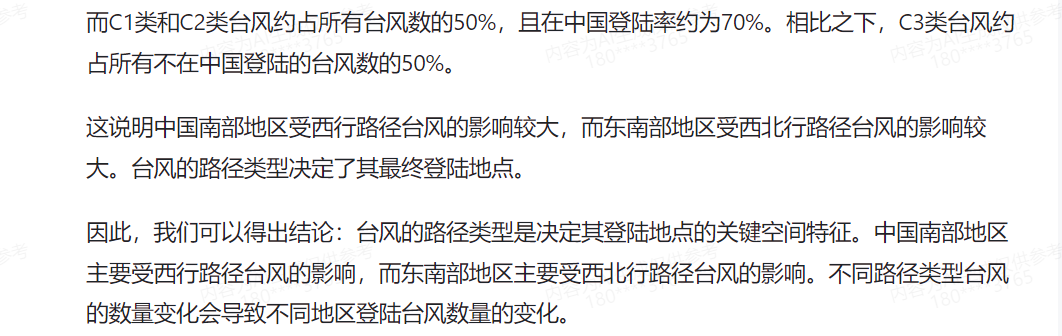 而C1类和C2类台风约占所有台风数的50%，且在中国登陆率约为70%。相比之下，C3类台风约
占所有不在中国登陆的台风数的50%。
这说明中国南部地区受西行路径台风的影响较大，而东南部地区受西北行路径台风的影响较
大。台风的路径类型决定了其最终登陆地点。
因此，我们可以得出结论：台风的路径类型是决定其登陆地点的关键空间特征。中国南部地区
主要受西行路径台风的影响，而东南部地区主要受西北行路径台风的影响。不同路径类型台风
的数量变化会导致不同地区登陆台风数量的变化。